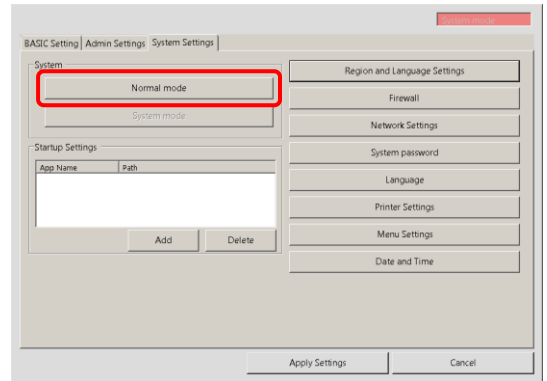 System mode
BASIC Setting Admin Settings System Settings
System
Normal mode
System mode
Startup Settings
App Name Path
Add Delete
Region and Language Settings
Firewall
Network Settings
System password
Language
Printer Settings
Menu Settings
Date and Time
Apply Settings Cancel